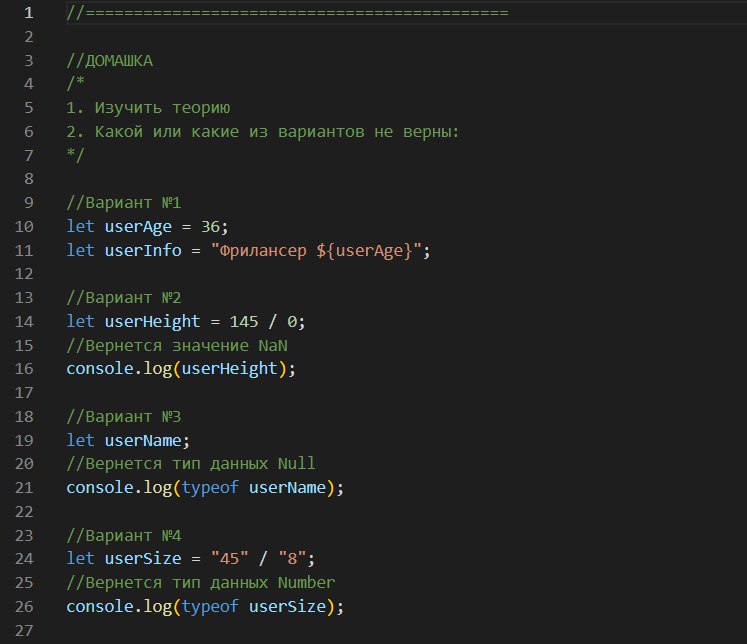 1 //============================================
2
3 //ДОМАШКА
4 /*
5 1. Изучить теорию
6 2. Какой или какие из вариантов не верны:
7 */
8
9 //Вариант №1
10 let userAge = 36;
11 let userInfo = "Фрилансер ${userAge}";
12
13 //Вариант №2
14 let userHeight = 145 / 0;
15 //Вернется значение NaN
16 console.log(userHeight);
17
18 //Вариант №3
19 let userName;
20 //Вернется тип данных Null
21 console.log(typeof userName);
22
23 //Вариант №4
24 let userSize = "45" / "8";
25 //Вернется тип данных Number
26 console.log(typeof userSize);
27